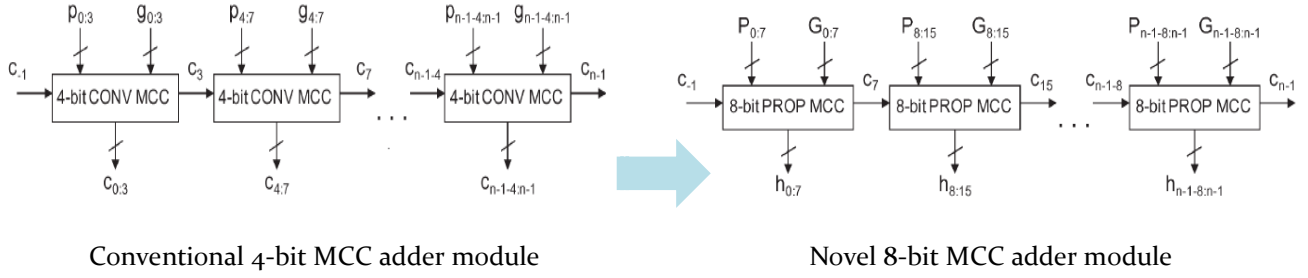 p0:3 g0:3 p4:7 g4:7 pn-1-4:n-1 gn-1-4:n-1
c-1 4-bit CONV MCC c3 4-bit CONV MCC c7 . . . cn-1-4 4-bit CONV MCC cn-1
c0:3 c4:7 cn-1-4:n-1
Conventional 4-bit MCC adder module
P0:7 G0:7 P8:15 G8:15 Pn-1-8:n-1 Gn-1-8:n-1
c-1 8-bit PROP MCC c7 8-bit PROP MCC c15 . . . cn-1-8 8-bit PROP MCC cn-1
h0:7 h8:15 hn-1-8:n-1
Novel 8-bit MCC adder module